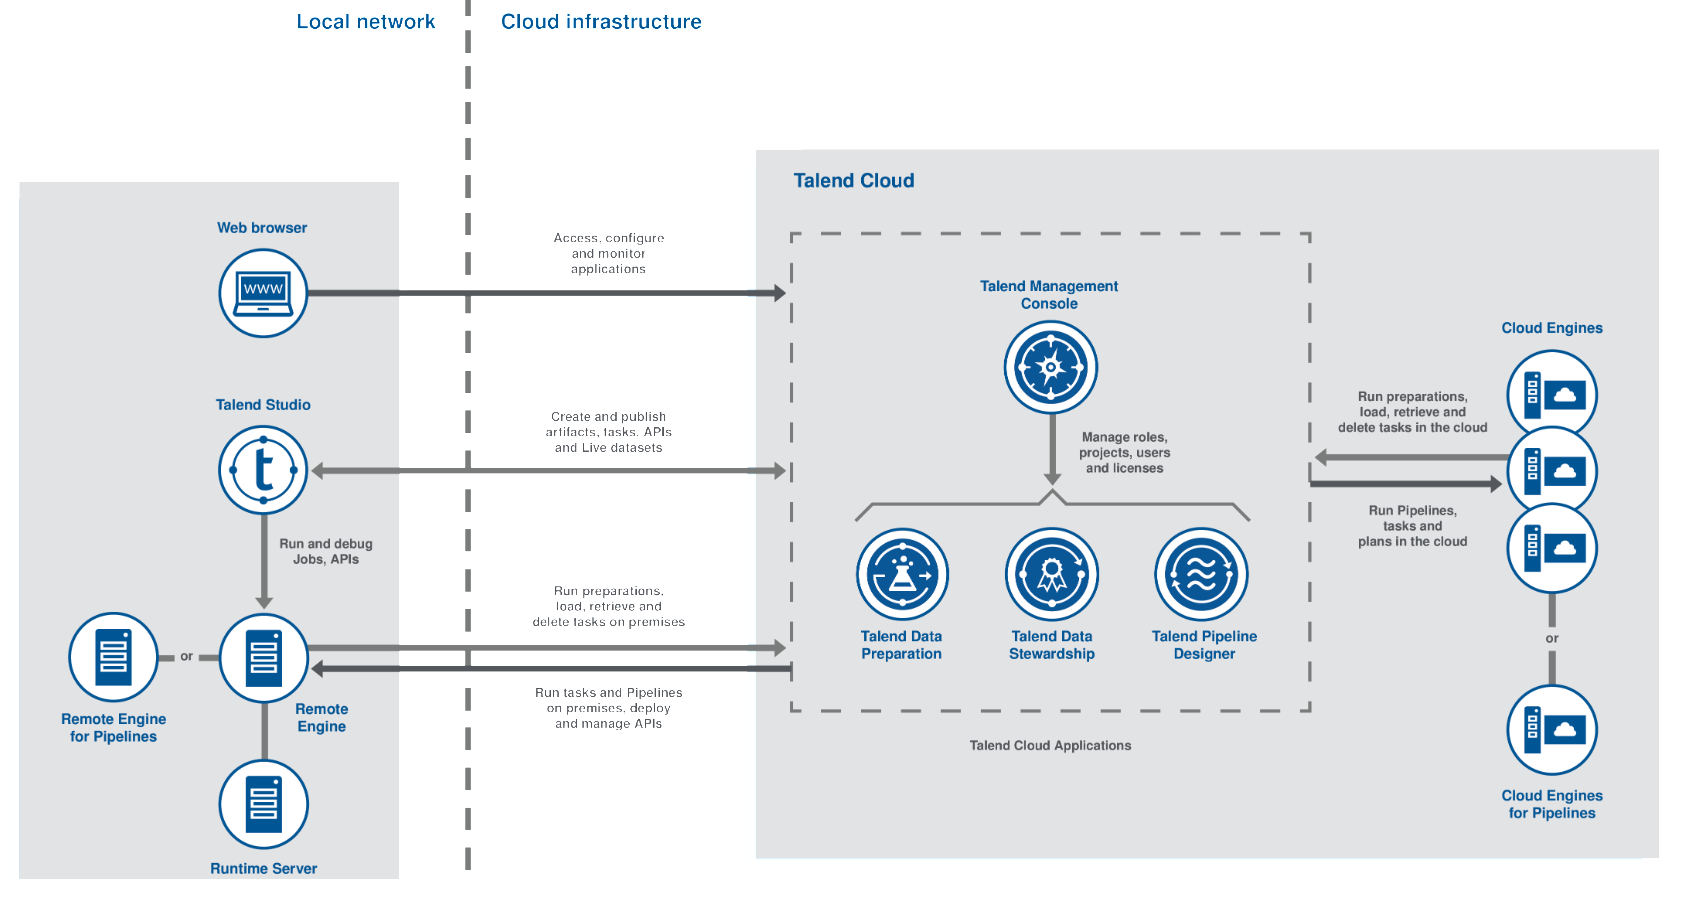 Local network
Cloud infrastructure
Web browser
WWW
Talend Studio
t
Run and debug
Jobs, APIs
or
Remote Engine
for Pipelines
Remote
Engine
Runtime Server
Access, configure
and monitor
applications
Create and publish
artifacts, tasks. APIs
and Live datasets
Run preparations,
load, retrieve and
delete tasks on premises
Run tasks and Pipelines
on premises, deploy
and manage APIs
Talend Cloud
Talend Management
Console
Manage roles,
projects, users
and licenses
Talend Data
Preparation
Talend Data
Stewardship
Talend Pipeline
Designer
Talend Cloud Applications
Run preparations,
load, retrieve and
delete tasks in the cloud
Run Pipelines,
tasks and
plans in the cloud
Cloud Engines
or
Cloud Engines
for Pipelines